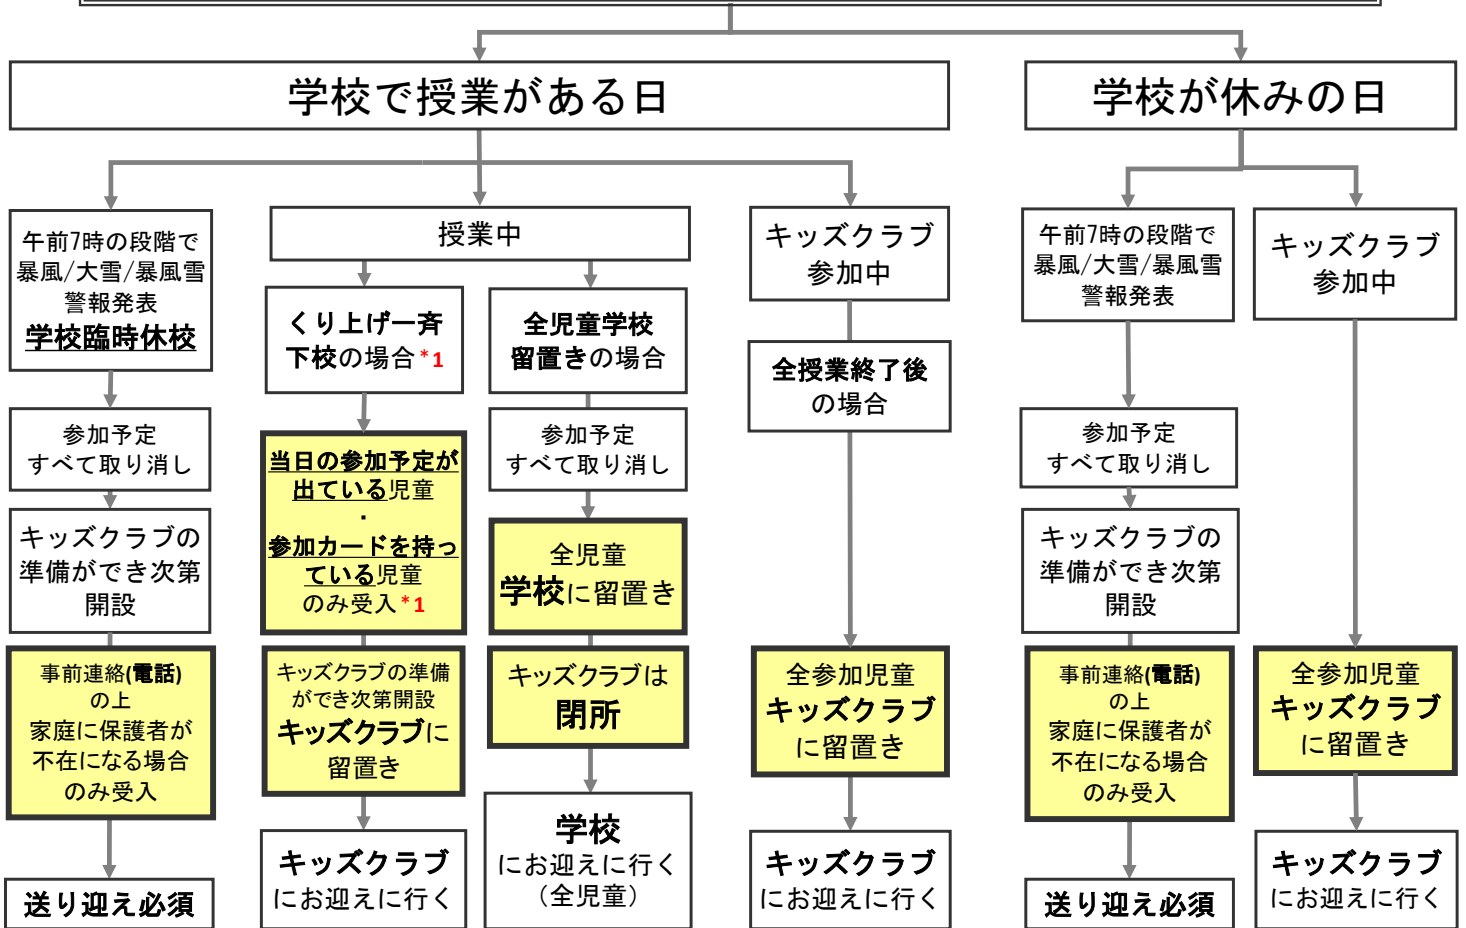 学校で授業がある日
学校が休みの日
午前7時の段階で
暴風/大雪/暴風雪
警報発表
学校臨時休校
参加予定
すべて取り消し
キッズクラブの
準備ができ次第
開設
事前連絡(電話)
の上
家庭に保護者が
不在になる場合
のみ受入
送り迎え必須
授業中
くり上げ一斉
下校の場合*1
当日の参加予定が
出ている児童
・
参加カードを持っ
ている児童
のみ受入*1
キッズクラブの準備
ができ次第開設
キッズクラブに
留置き
キッズクラブ
にお迎えに行く
全児童学校
留置きの場合
参加予定
すべて取り消し
全児童
学校に留置き
キッズクラブは
閉所
学校
にお迎えに行く
(全児童)
キッズクラブ
参加中
全授業終了後
の場合
全参加児童
キッズクラブ
に留置き
キッズクラブ
にお迎えに行く
午前7時の段階で
暴風/大雪/暴風雪
警報発表
参加予定
すべて取り消し
キッズクラブの
準備ができ次第
開設
事前連絡(電話)
の上
家庭に保護者が
不在になる場合
のみ受入
送り迎え必須
キッズクラブ
参加中
全参加児童
キッズクラブ
に留置き
キッズクラブ
にお迎えに行く